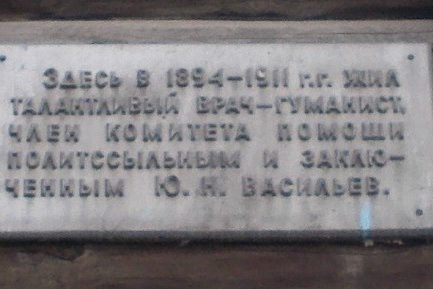 Здесь в 1894–1911 г.г. жил
талантливый врач–гуманист,
член комитета помощи
политссыльным и заклю-
ченным Ю. Н. Васильев.